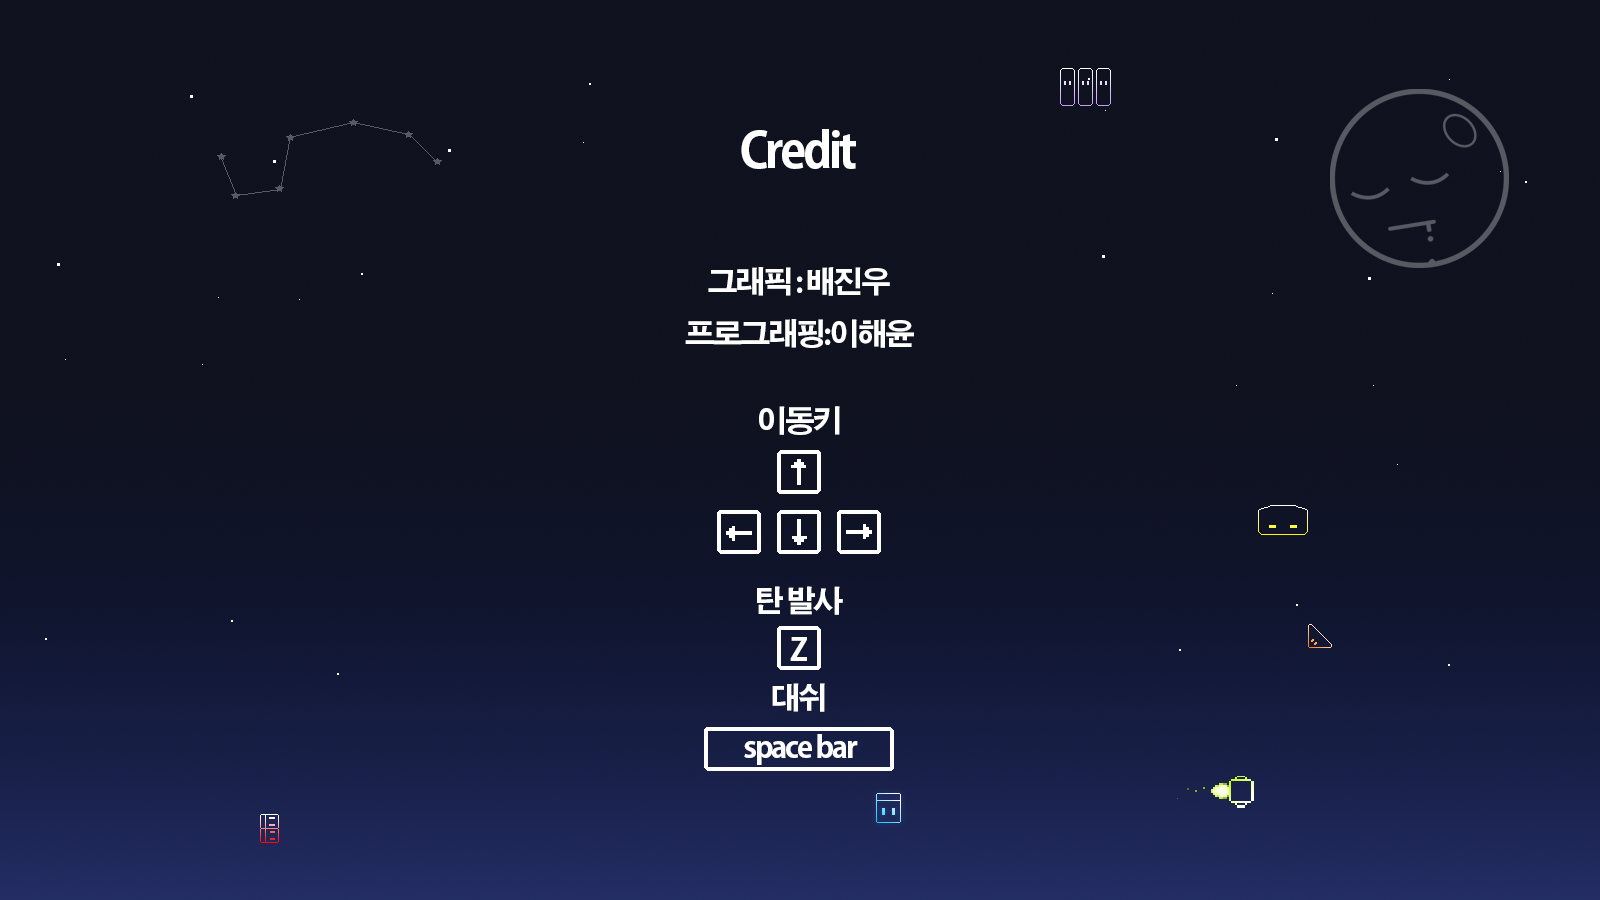 Credit
그래픽 : 배진우
프로그래핑:이해윤
이동키
↑
← ↓ →
탄 발사
Z
대쉬
space bar